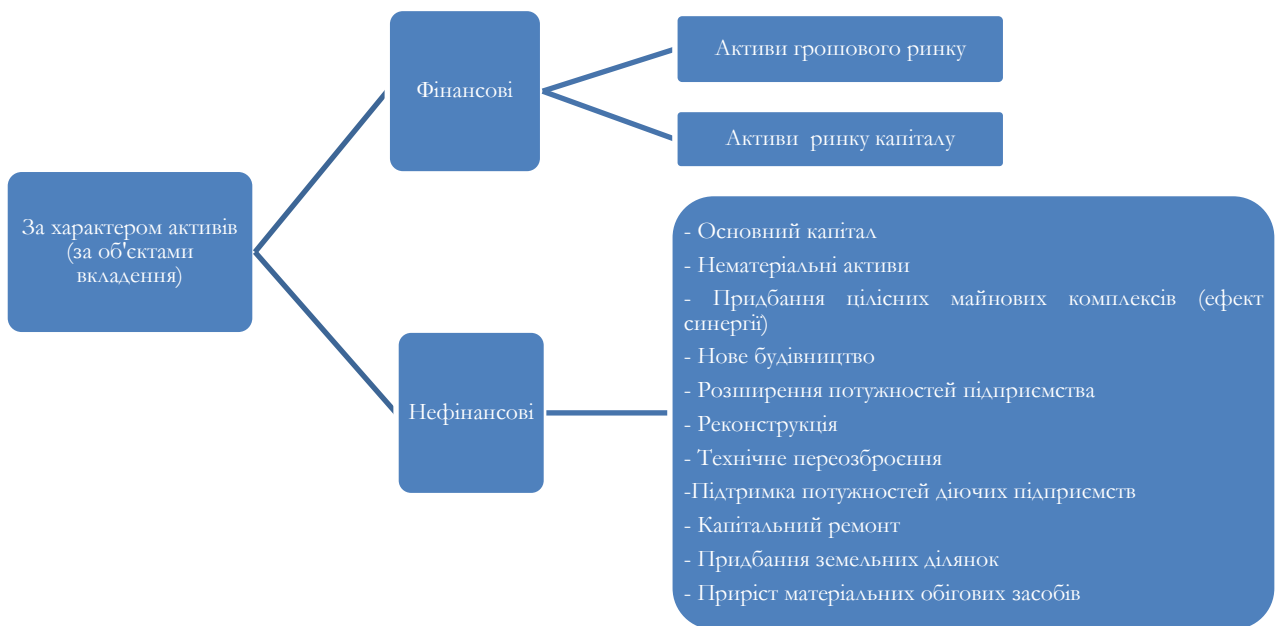 За характером активів
(за об'єктами
вкладення)
Фінансові
Активи грошового ринку
Активи ринку капіталу
Нефінансові
- Основний капітал
- Нематеріальні активи
- Придбання цілісних майнових комплексів (ефект
синергії)
- Нове будівництво
- Розширення потужностей підприємства
- Реконструкція
- Технічне переозброєння
-Підтримка потужностей діючих підприємств
- Капітальний ремонт
- Придбання земельних ділянок
- Приріст матеріальних обігових засобів